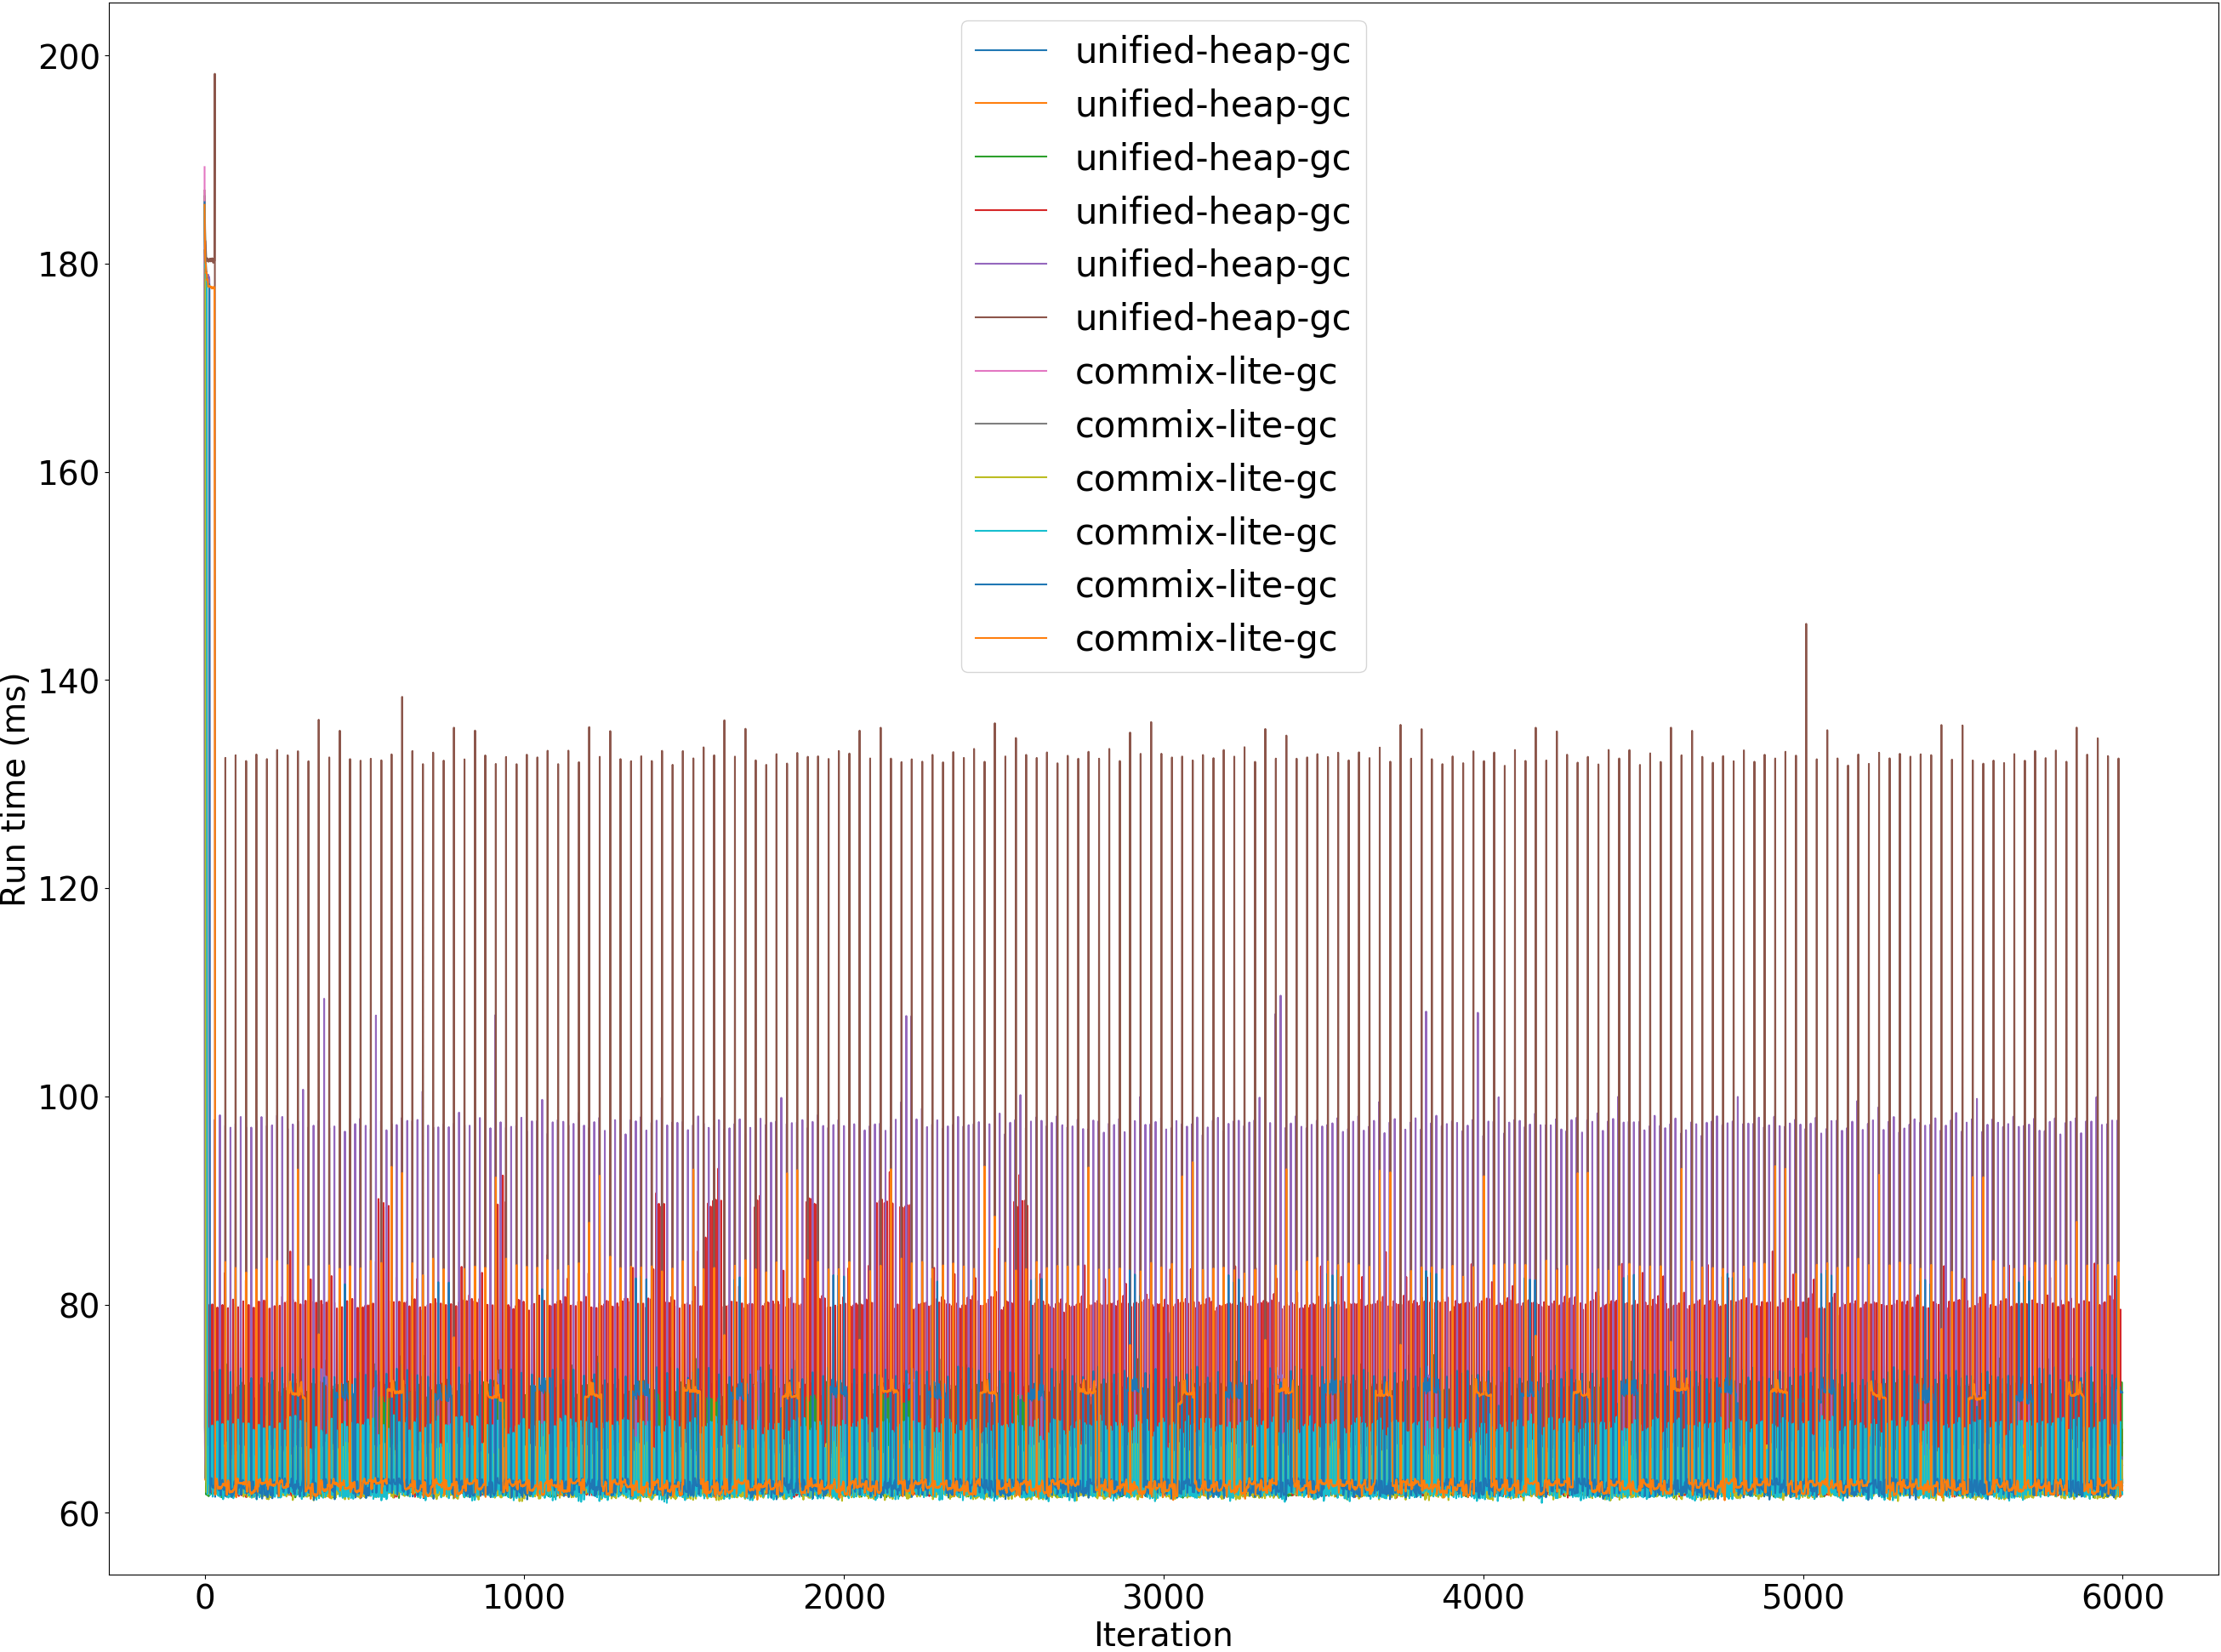 200
180
160
140
120
100
80
60
Run time (ms)
unified-heap-gc
unified-heap-gc
unified-heap-gc
unified-heap-gc
unified-heap-gc
unified-heap-gc
commix-lite-gc
commix-lite-gc
commix-lite-gc
commix-lite-gc
commix-lite-gc
commix-lite-gc
0 1000 2000 3000 4000 5000 6000
Iteration